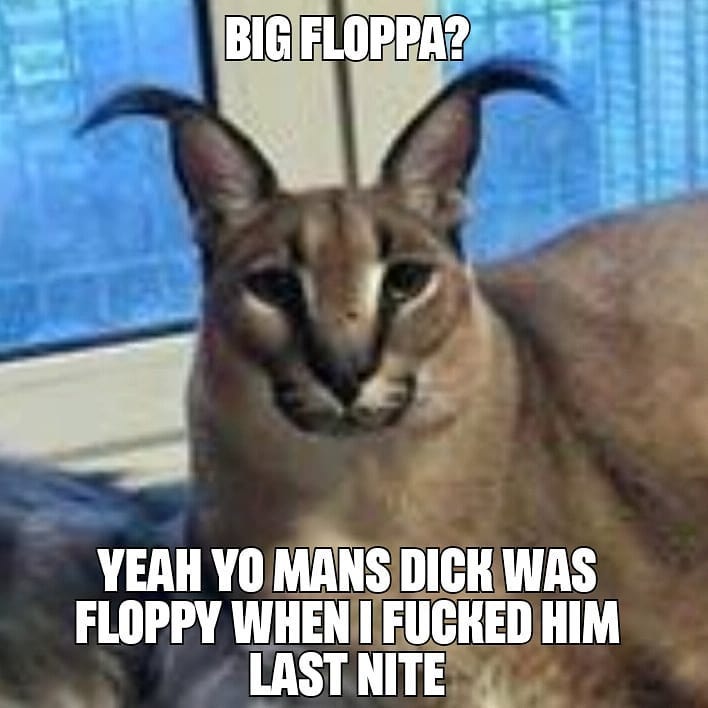 BIG FLOPPA?
YEAH YO MANS DICK WAS
FLOPPY WHEN I FUCKED HIM
LAST NITE